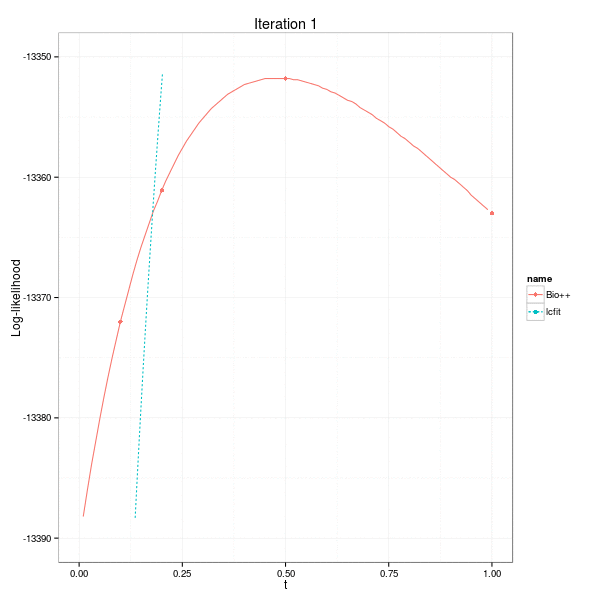 Iteration 1
-13350
-13360
-13370
-13380
-13390
Log-likelihood
0.00 0.25 0.50 0.75 1.00
t
name
Bio++
lcfit